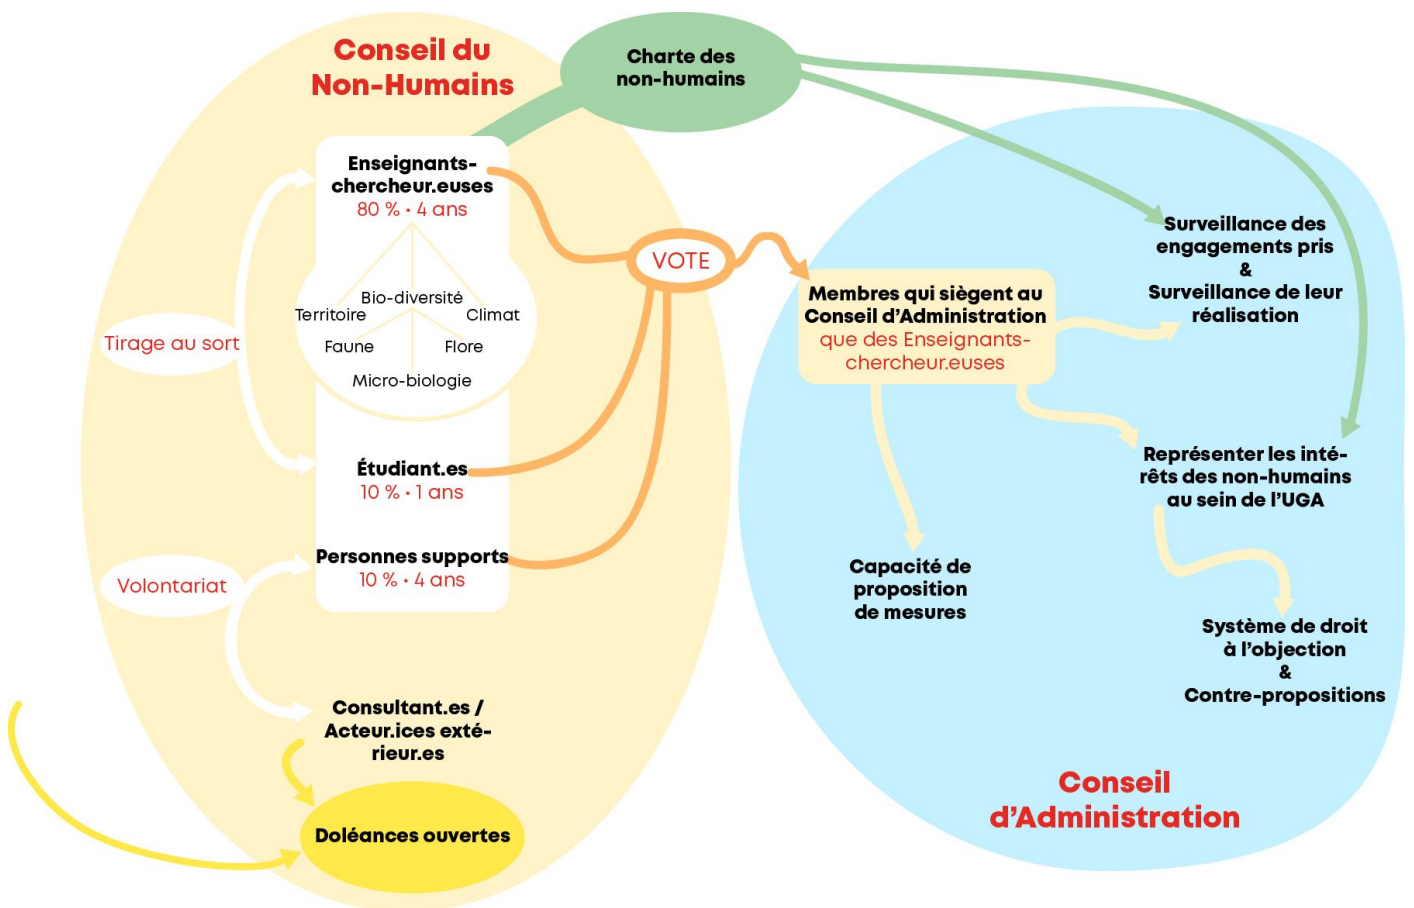 Conseil du
Non-Humains
Charte des
non-humains
Enseignants-
chercheur.euses
80 % • 4 ans
Bio-diversité
Territoire
Climat
Faune
Flore
Micro-biologie
Tirage au sort
Étudiant.es
10 % • 1 ans
Personnes supports
10 % • 4 ans
Volontariat
Consultant.es /
Acteur.ices exté-
rieur.es
Doléances ouvertes
VOTE
Membres qui siègent au
Conseil d'Administration
que des Enseignants-
chercheur.euses
Surveillance des
engagements pris
&
Surveillance de leur
réalisation
Représenter les inté-
rêts des non-humains
au sein de l'UGA
Capacité de
proposition
de mesures
Système de droit
à l'objection
&
Contre-propositions
Conseil
d'Administration